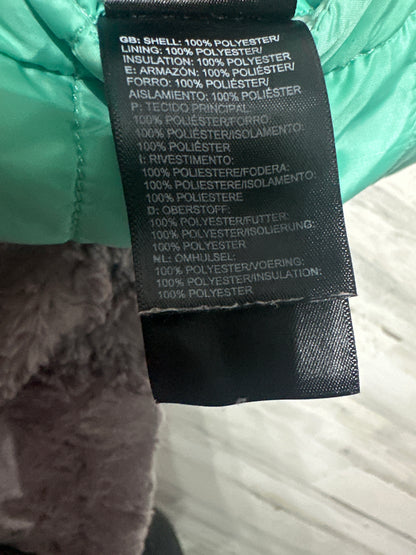 GB: SHELL: 100% POLYESTER/
LINING: 100% POLYESTER/
INSULATION: 100% POLYESTER
E: ARMAZÓN: 100% POLIÉSTER/
FORRO: 100% POLIÉSTER/
AISLAMIENTO: 100% POLIÉSTER
P: TECIDO PRINCIPAL:
100% POLIÉSTER/FORRO:
100% POLIÉSTER/ISOLAMENTO:
100% POLIÉSTER
I: RIVESTIMENTO:
100% POLIESTERE/FODERA:
100% POLIESTERE/ISOLAMENTO:
100% POLIESTERE
D: OBERSTOFF:
100% POLYESTER/FUTTER:
100% POLYESTER/ISOLIERUNG:
100% POLYESTER
NL: OMHULSEL:
100% POLYESTER/VOERING:
100% POLYESTER/INSULATION:
100% POLYESTER